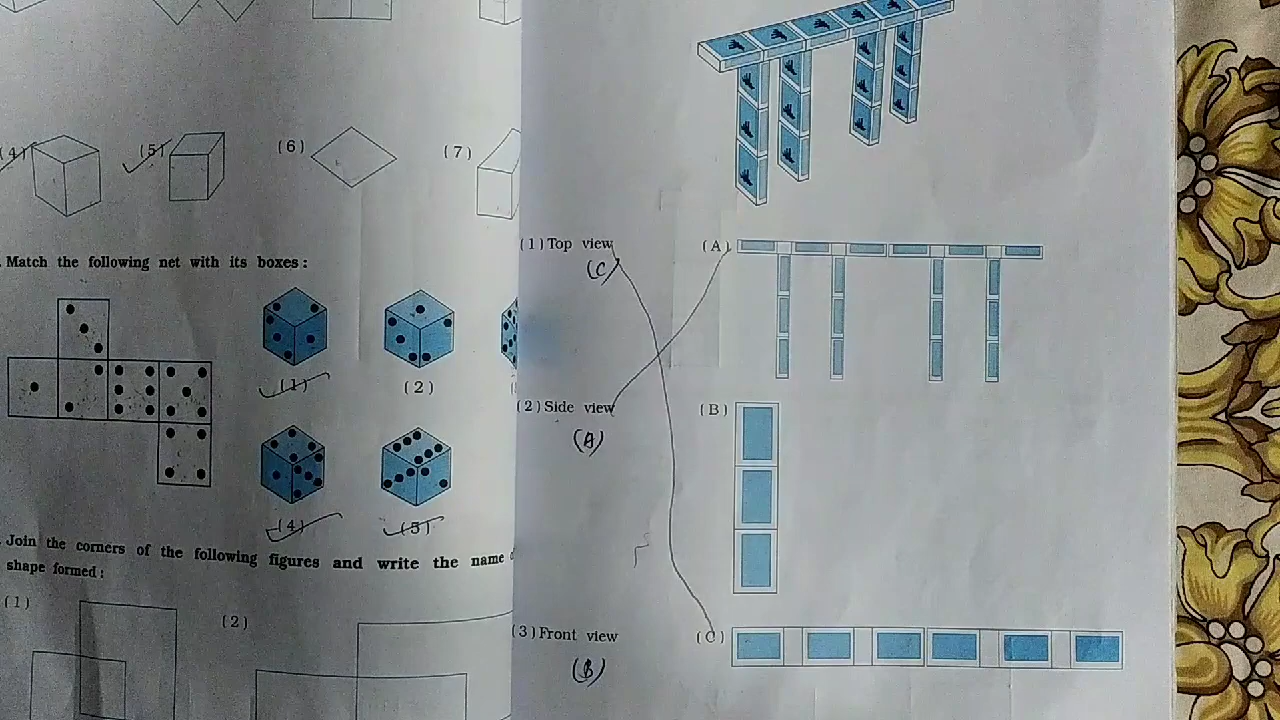 (4)
(5)
(6)
(7)
Match the following net with its boxes:
(1)
(2)
(4)
(5)
Join the corners of the following figures and write the name
shape formed:
(1)
(2)
(1) Top view
(C)
(A)
(2) Side view
(A)
(B)
(3) Front view
(B)
(C)